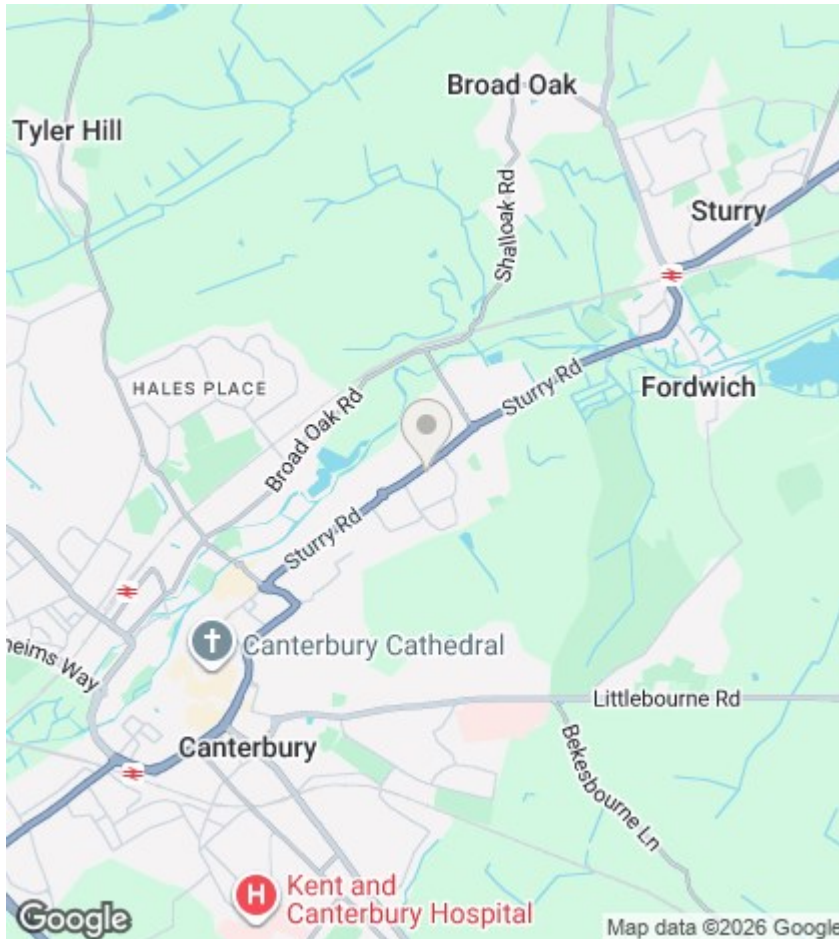 Broad Oak
Tyler Hill
Shalloak Rd
Sturry
HALES PLACE
Broad Oak Rd
Sturry Rd
Fordwich
Sturry Rd
Canterbury Cathedral
neims Way
Littlebourne Rd
Canterbury
Bekesbourne Ln
H
Kent and
Canterbury Hospital
Google
Map data ©2026 Google